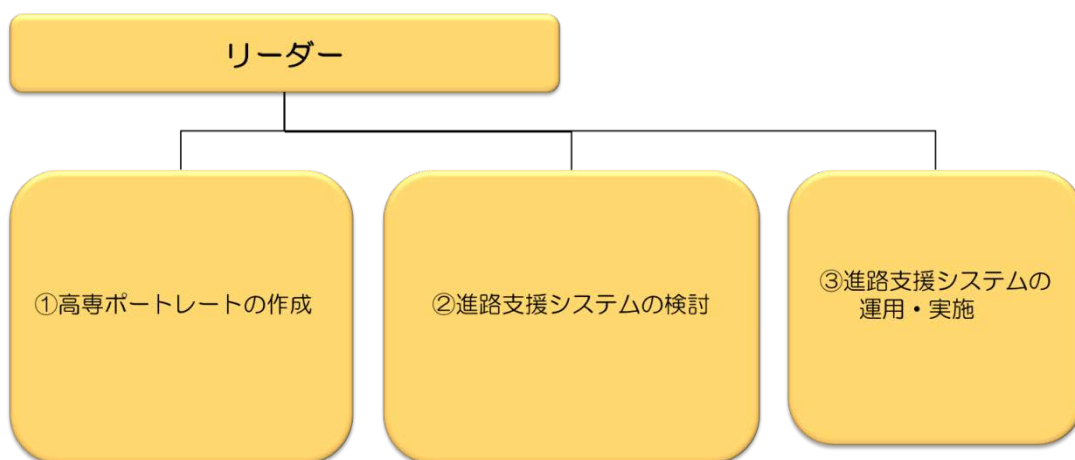 リーダー
①高専ポートレートの作成
②進路支援システムの検討
③進路支援システムの
運用・実施